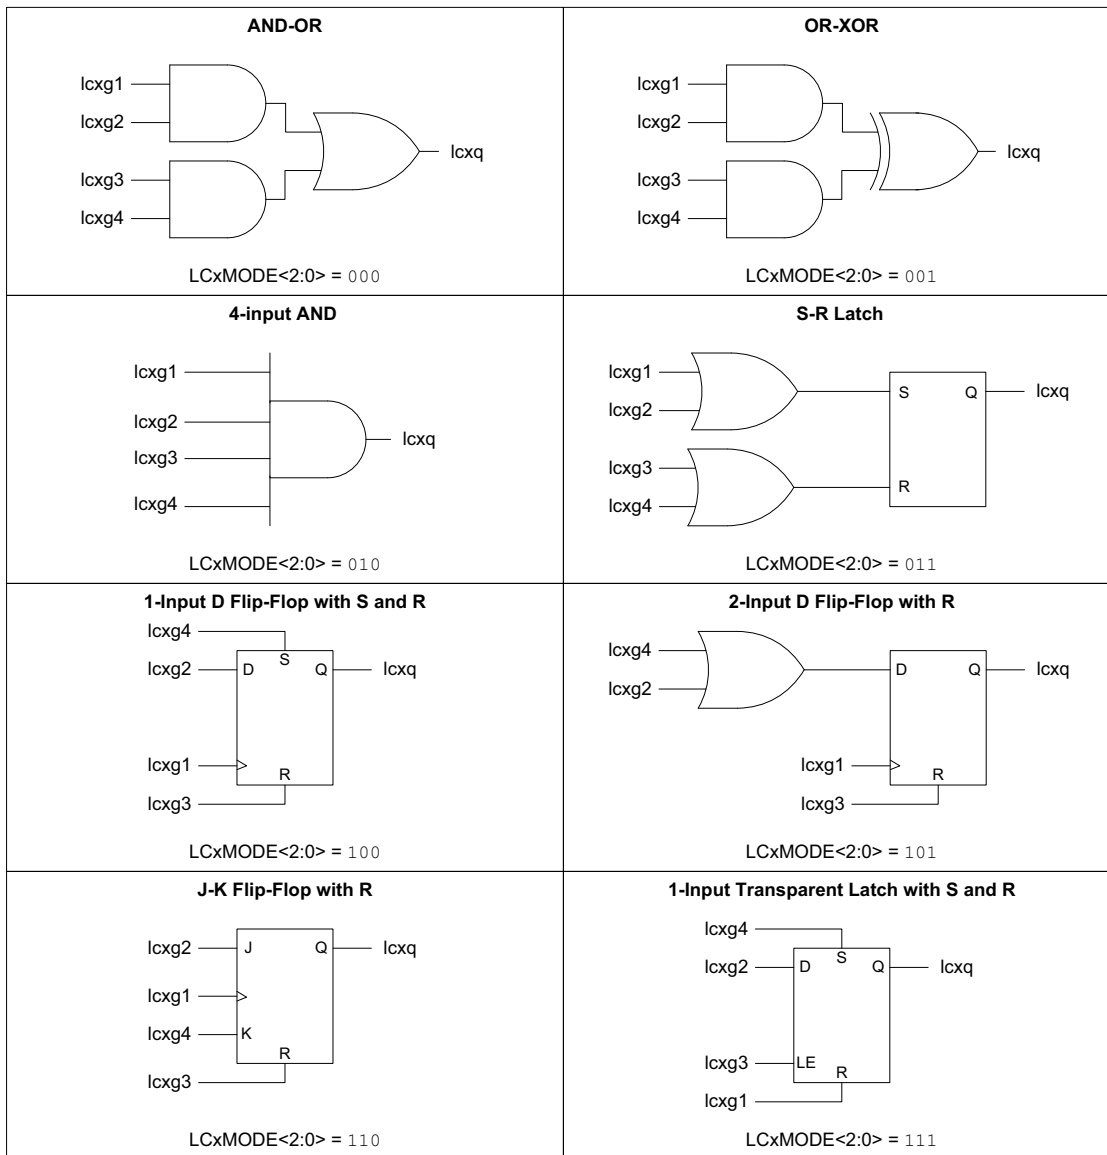 AND-OR
lcxg1
lcxg2
lcxg3
lcxg4
lcxq
LCxMODE<2:0> = 000
OR-XOR
lcxg1
lcxg2
lcxg3
lcxg4
lcxq
LCxMODE<2:0> = 001
4-input AND
lcxg1
lcxg2
lcxg3
lcxg4
lcxq
LCxMODE<2:0> = 010
S-R Latch
lcxg1
lcxg2
lcxg3
lcxg4
S
Q
lcxq
R
LCxMODE<2:0> = 011
1-Input D Flip-Flop with S and R
lcxg4
S
lcxg2
D
Q
lcxq
lcxg1
R
lcxg3
LCxMODE<2:0> = 100
2-Input D Flip-Flop with R
lcxg4
lcxg2
D
Q
lcxq
lcxg1
R
lcxg3
LCxMODE<2:0> = 101
J-K Flip-Flop with R
lcxg2
J
Q
lcxq
lcxg1
lcxg4
K
R
lcxg3
LCxMODE<2:0> = 110
1-Input Transparent Latch with S and R
lcxg4
S
lcxg2
D
Q
lcxq
lcxg3
LE
R
lcxg1
LCxMODE<2:0> = 111